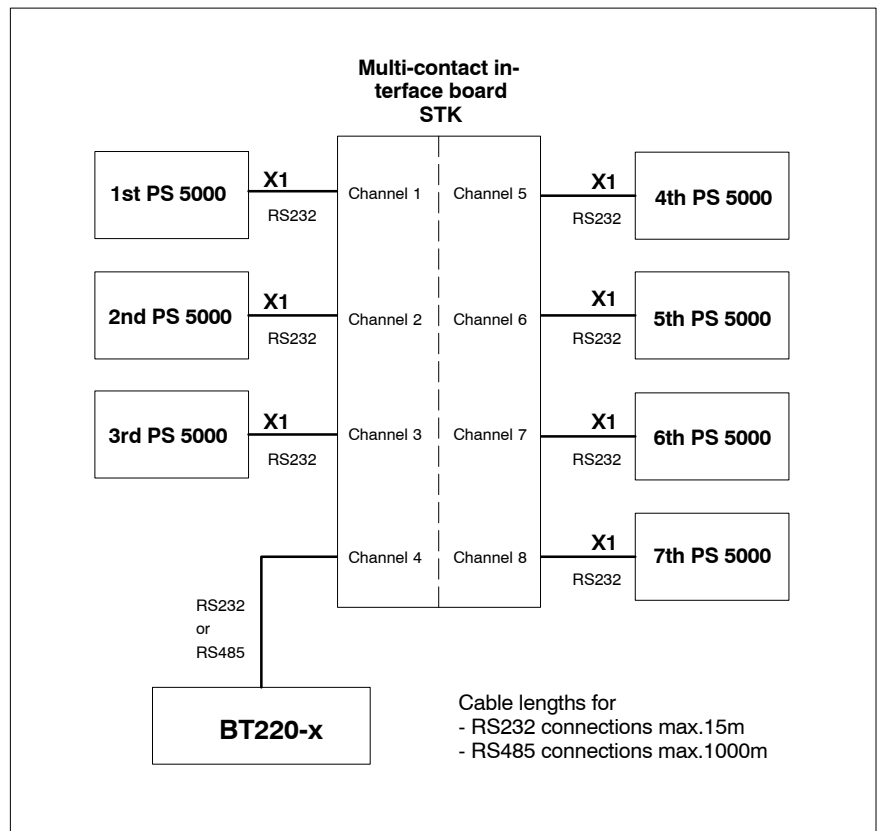 Multi-contact in-
terface board
STK
1st PS 5000
X1
RS232
Channel 1
Channel 5
X1
RS232
4th PS 5000
2nd PS 5000
X1
RS232
Channel 2
Channel 6
X1
RS232
5th PS 5000
3rd PS 5000
X1
RS232
Channel 3
Channel 7
X1
RS232
6th PS 5000
Channel 4
Channel 8
X1
RS232
7th PS 5000
RS232
or
RS485
BT220-x
Cable lengths for
- RS232 connections max.15m
- RS485 connections max.1000m